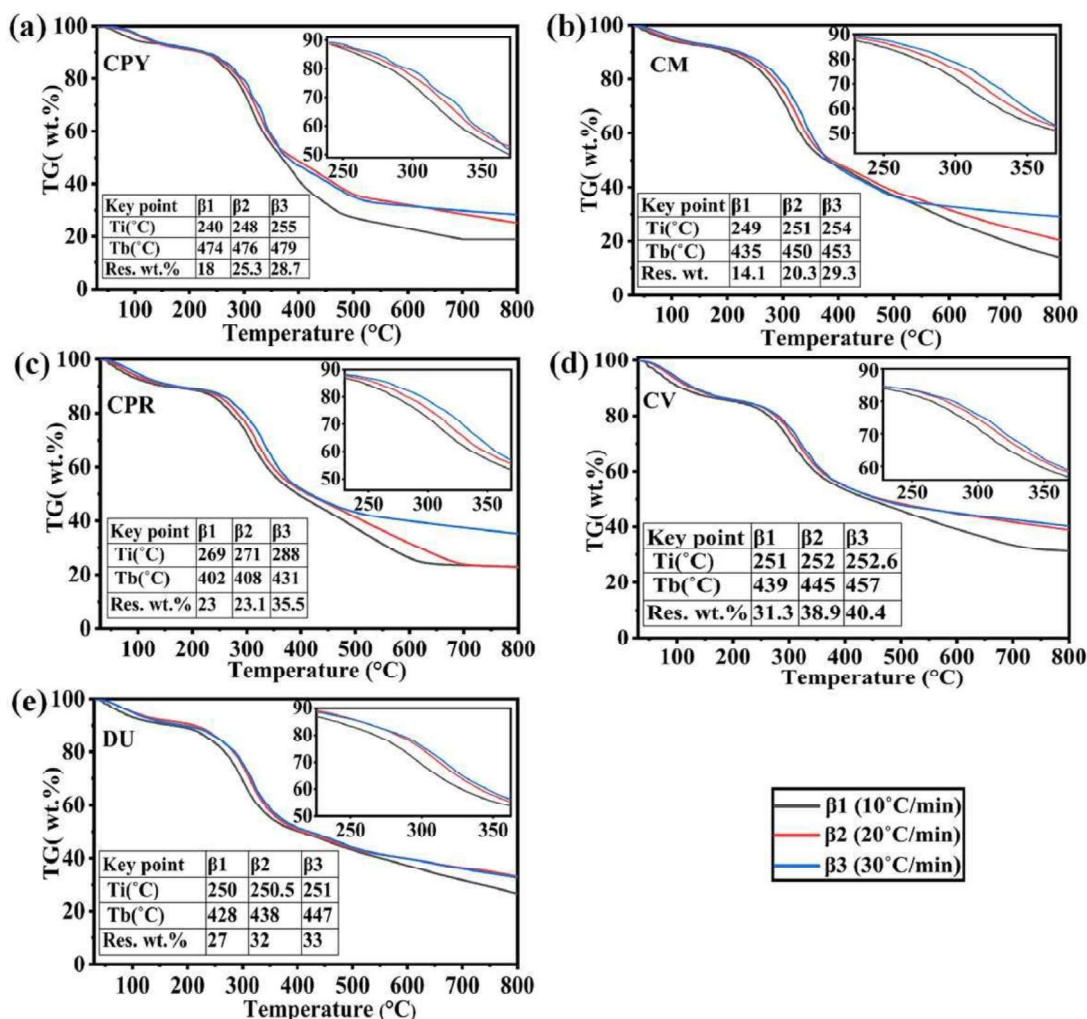 (a)
CPY
TG( wt.%)
100
80
60
40
20
0
90
80
70
60
50
250 300 350
Key point β1 β2 β3
Ti(°C) 240 248 255
Tb(°C) 474 476 479
Res. wt.% 18 25.3 28.7
100 200 300 400 500 600 700 800
Temperature (°C)
(b)
CM
TG( wt.%)
100
80
60
40
20
0
90
80
70
60
50
250 300 350
Key point β1 β2 β3
Ti(°C) 249 251 254
Tb(°C) 435 450 453
Res. wt. 14.1 20.3 29.3
100 200 300 400 500 600 700 800
Temperature (°C)
(c)
CPR
TG( wt.%)
100
80
60
40
20
0
90
80
70
60
50
250 300 350
Key point β1 β2 β3
Ti(°C) 269 271 288
Tb(°C) 402 408 431
Res. wt.% 23 23.1 35.5
100 200 300 400 500 600 700 800
Temperature (°C)
(d)
CV
TG( wt.%)
100
80
60
40
20
0
90
80
70
60
250 300 350
Key point β1 β2 β3
Ti(°C) 251 252 252.6
Tb(°C) 439 445 457
Res. wt.% 31.3 38.9 40.4
100 200 300 400 500 600 700 800
Temperature (°C)
(e)
DU
TG( wt.%)
100
80
60
40
20
0
90
80
70
60
50
250 300 350
Key point β1 β2 β3
Ti(°C) 250 250.5 251
Tb(°C) 428 438 447
Res. wt.% 27 32 33
100 200 300 400 500 600 700 800
Temperature (°C)
β1 (10°C/min)
β2 (20°C/min)
β3 (30°C/min)